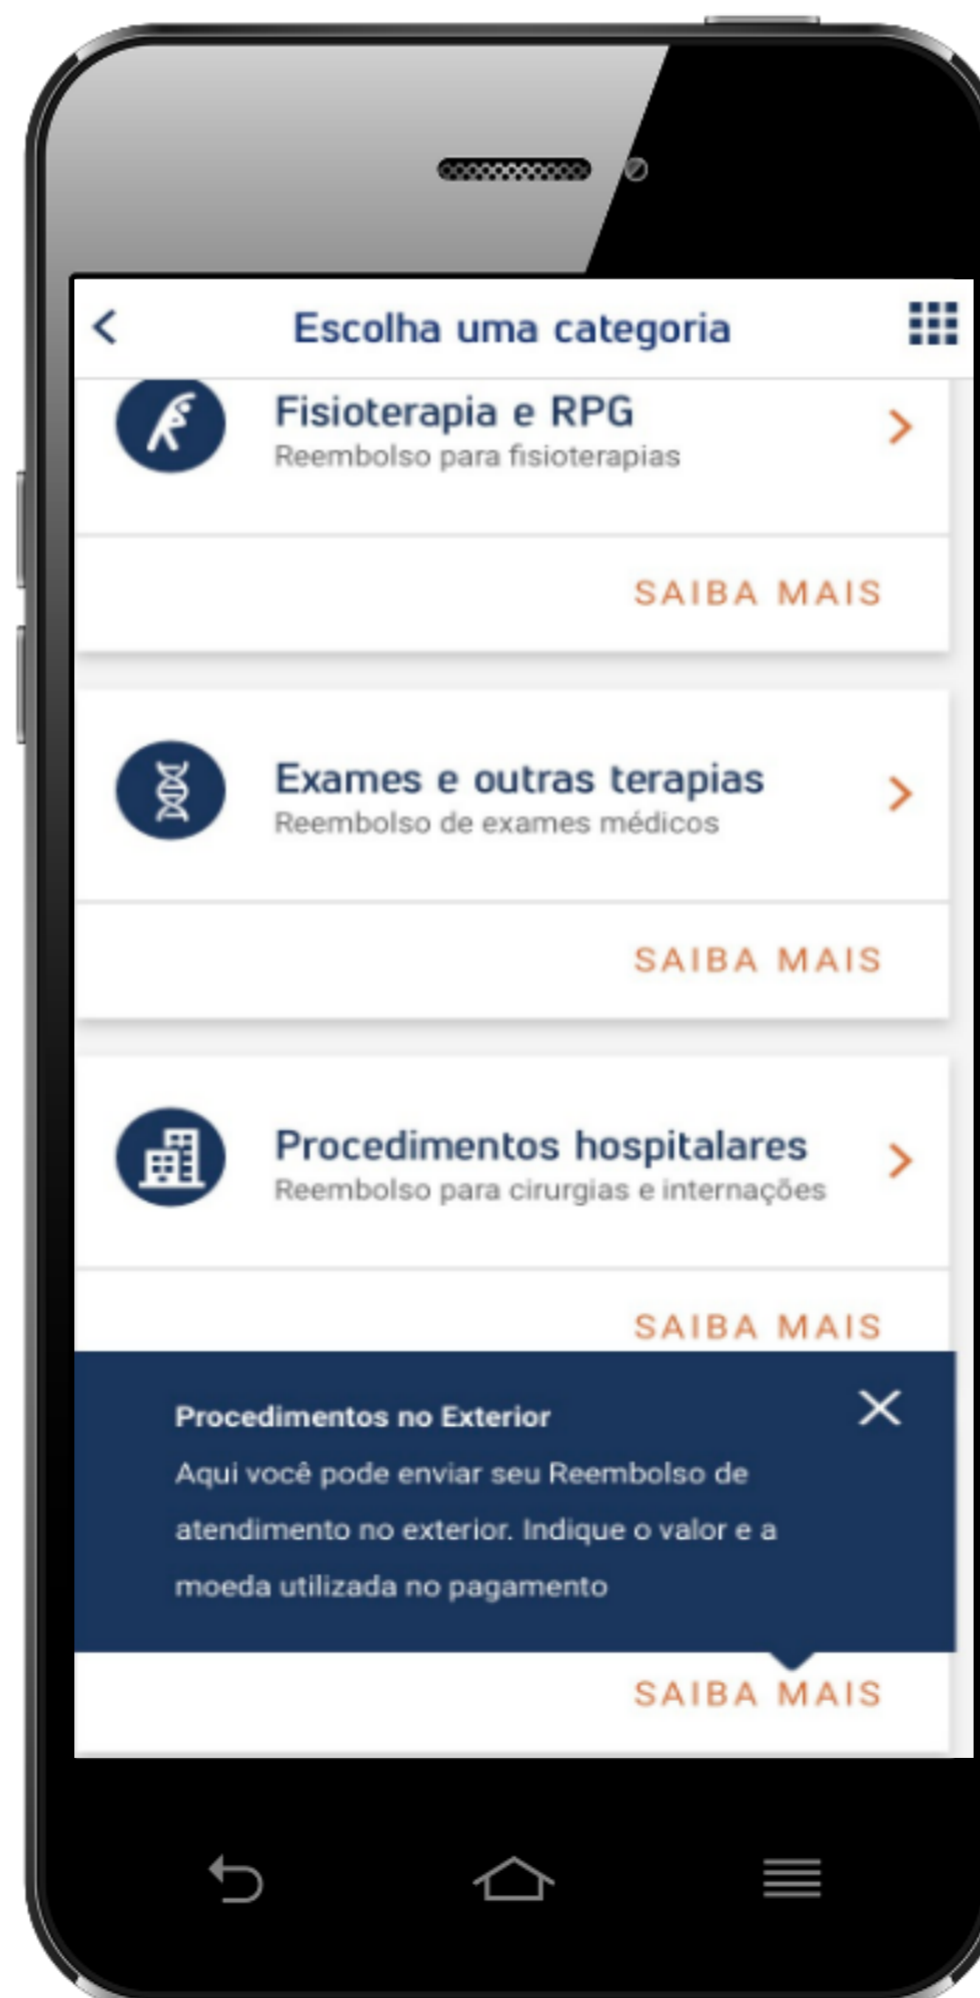 Escolha uma categoria
Fisioterapia e RPG
Reembolso para fisioterapias
SAIBA MAIS
Exames e outras terapias
Reembolso de exames médicos
SAIBA MAIS
Procedimentos hospitalares
Reembolso para cirurgias e internações
SAIBA MAIS
Procedimentos no Exterior
Aqui você pode enviar seu Reembolso de
atendimento no exterior. Indique o valor e a
moeda utilizada no pagamento
SAIBA MAIS